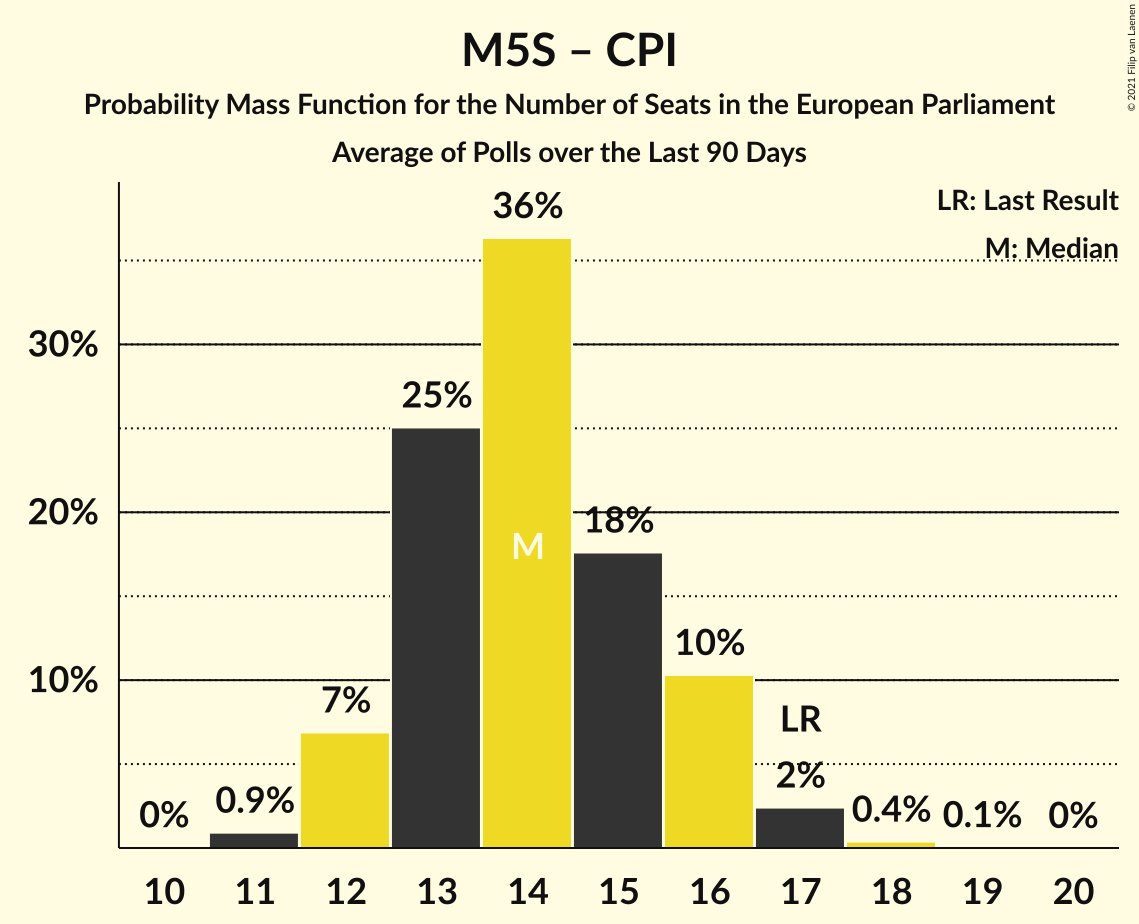 M5S – CPI
Probability Mass Function for the Number of Seats in the European Parliament
Average of Polls over the Last 90 Days
© 2021 Filip van Laenen
LR: Last Result
M: Median
30%
20%
10%
0%
0.9%
7%
25%
36%
M
18%
10%
LR
2%
0.4%
0.1%
0%
10 11 12 13 14 15 16 17 18 19 20